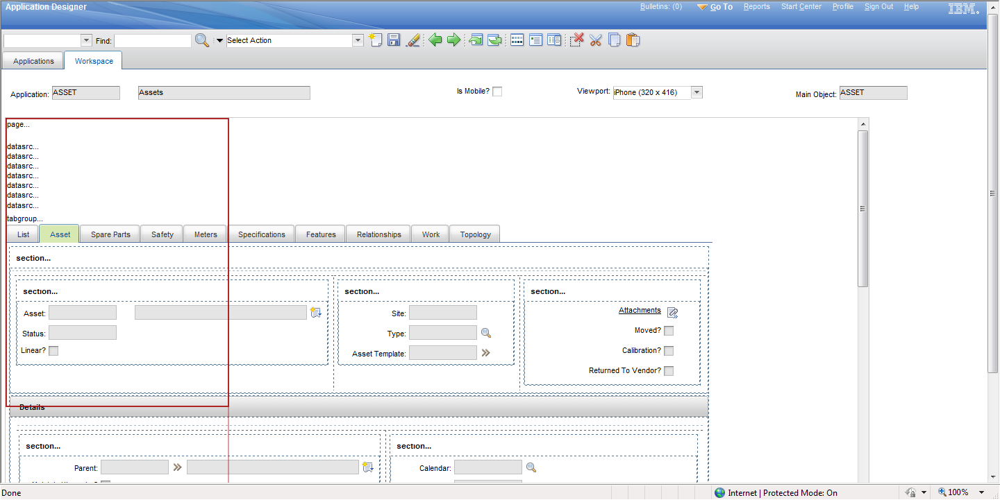 Application Designer
Bulletins: (0) Go To Reports Start Center Profile Sign Out Help IBM.
Find: Select Action
Applications Workspace
Application: ASSET Assets Is Mobile? Viewport: iPhone (320 x 416) Main Object: ASSET
page...
datasrc...
datasrc...
datasrc...
datasrc...
datasrc...
datasrc...
datasrc...
tabgroup...
List Asset Spare Parts Safety Meters Specifications Features Relationships Work Topology
section...
section... section... section...
Asset: Site: Attachments
Status: Type: Moved?
Linear? Asset Template: Calibration?
Returned To Vendor?
Details
section... section...
Parent: Calendar:
Done Internet | Protected Mode: On 100%